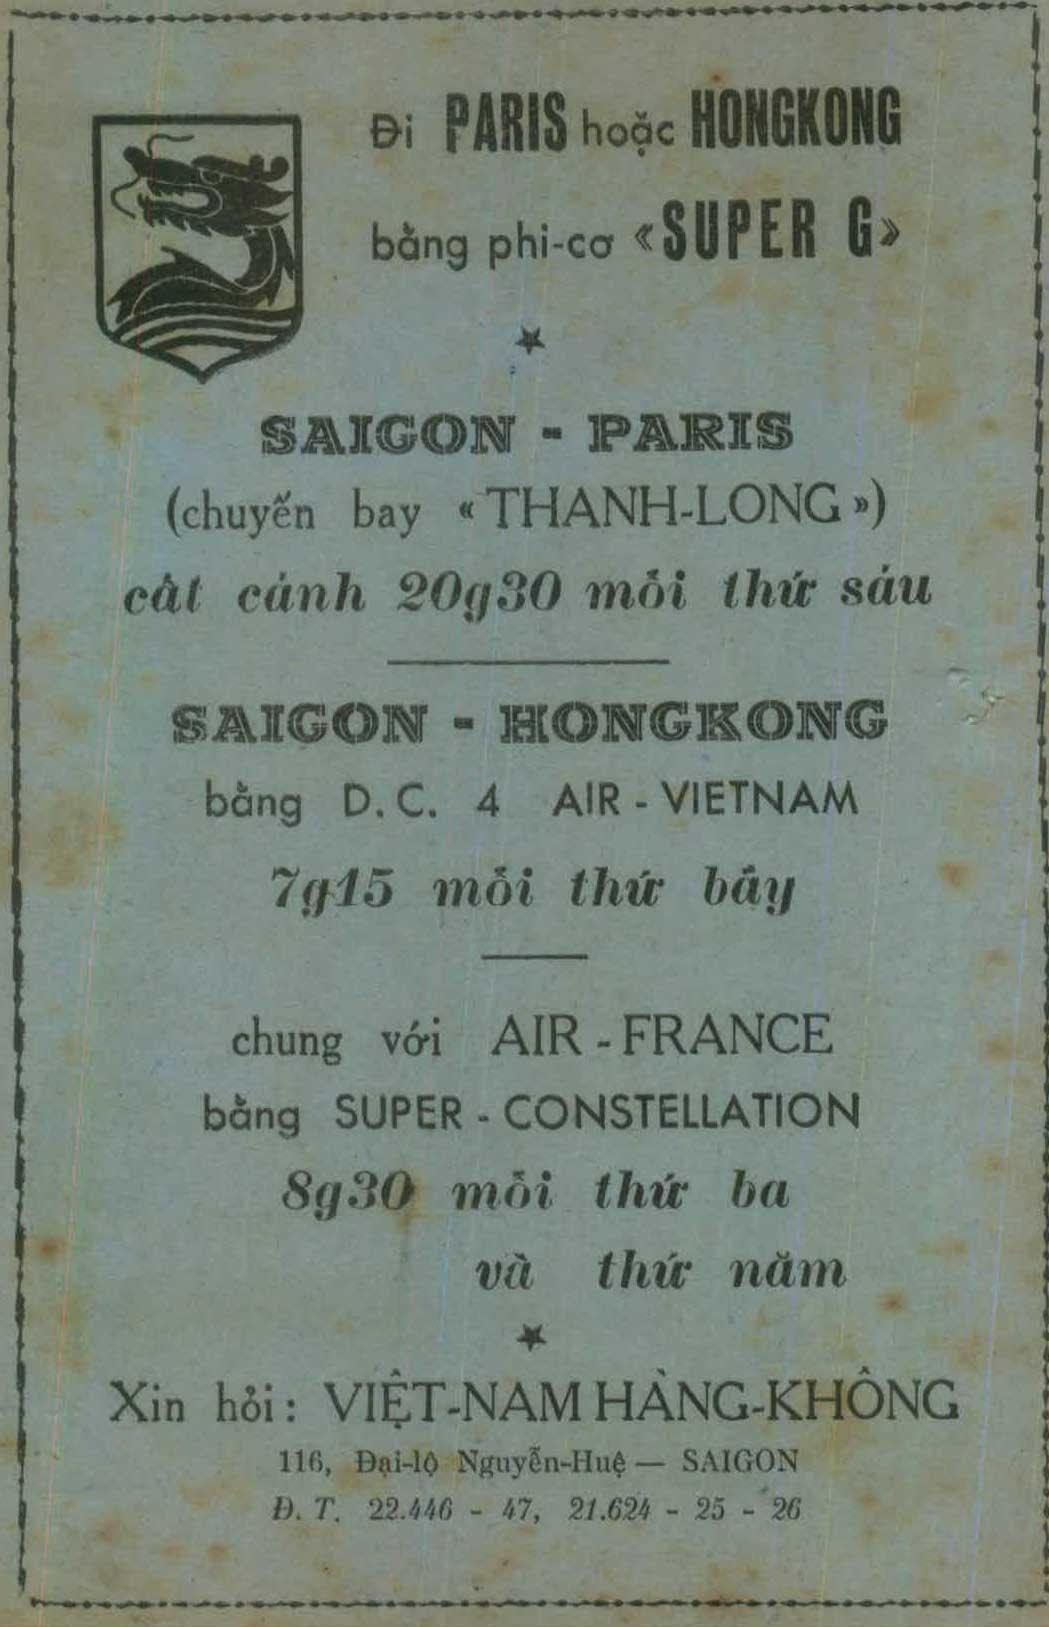 Đi PARIS hoặc HONGKONG
bằng phi-cơ «SUPER G»
SAIGON - PARIS
(chuyến bay «THANH-LONG»)
cất cánh 20g30 mỗi thứ sáu
SAIGON - HONGKONG
bằng D. C. 4 AIR - VIETNAM
7g15 mỗi thứ bẩy
chung với AIR - FRANCE
bằng SUPER - CONSTELLATION
8g30 mỗi thứ ba
và thứ năm
Xin hỏi : VIỆT-NAM HÀNG-KHÔNG
116, Đại-lộ Nguyễn-Huệ — SAIGON
Đ. T. 22.446 - 47, 21.624 - 25 - 26